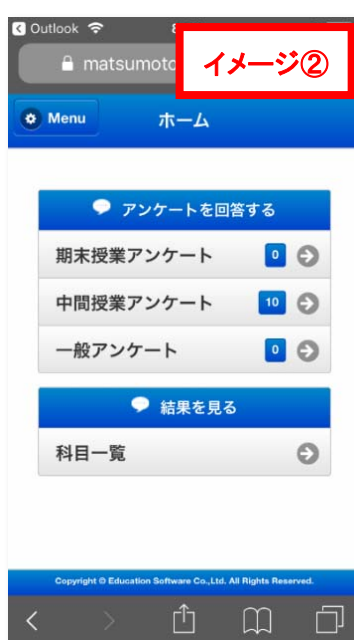 Outlook
イメージ②
matsumoto
Menu
ホーム
アンケートを回答する
期末授業アンケート 0
中間授業アンケート 10
一般アンケート 0
結果を見る
科目一覧
Copyright © Education Software Co.,Ltd. All Rights Reserved.